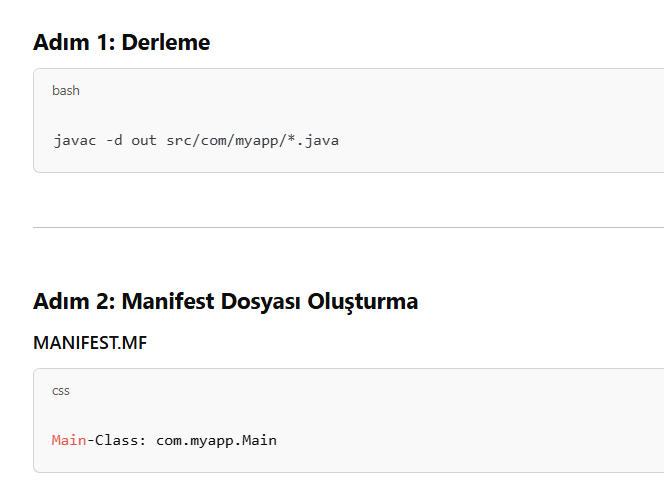 Adım 1: Derleme
bash
javac -d out src/com/myapp/*.java
Adım 2: Manifest Dosyası Oluşturma
MANIFEST.MF
css
Main-Class: com.myapp.Main